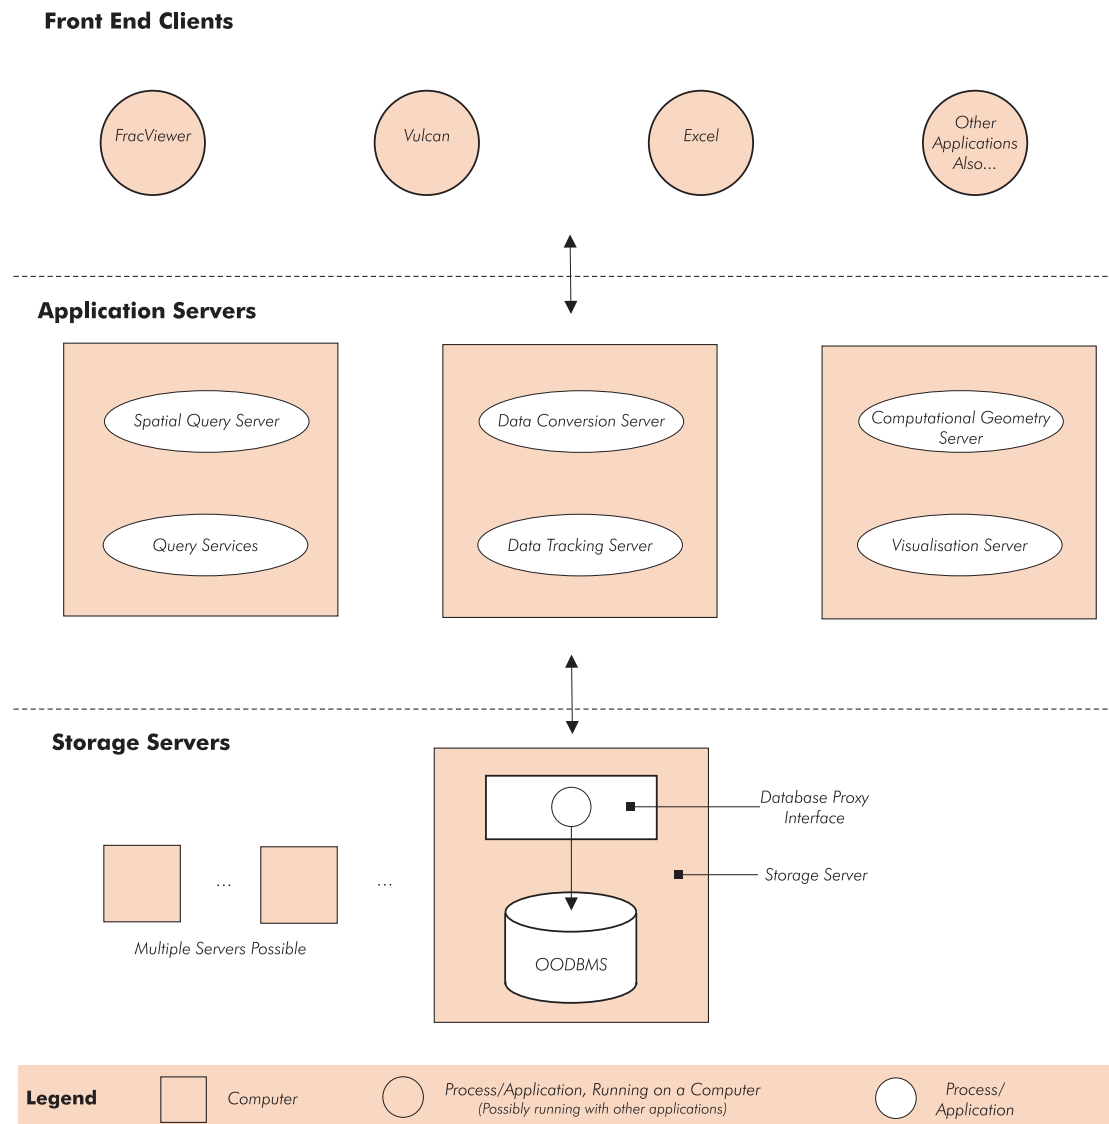 Front End Clients
FracViewer
Vulcan
Excel
Other
Applications
Also...
Application Servers
Spatial Query Server
Data Conversion Server
Computational Geometry
Server
Query Services
Data Tracking Server
Visualisation Server
Storage Servers
Database Proxy
Interface
Storage Server
...
...
Multiple Servers Possible
OODBMS
Legend
Computer
Process/Application, Running on a Computer
(Possibly running with other applications)
Process/
Application